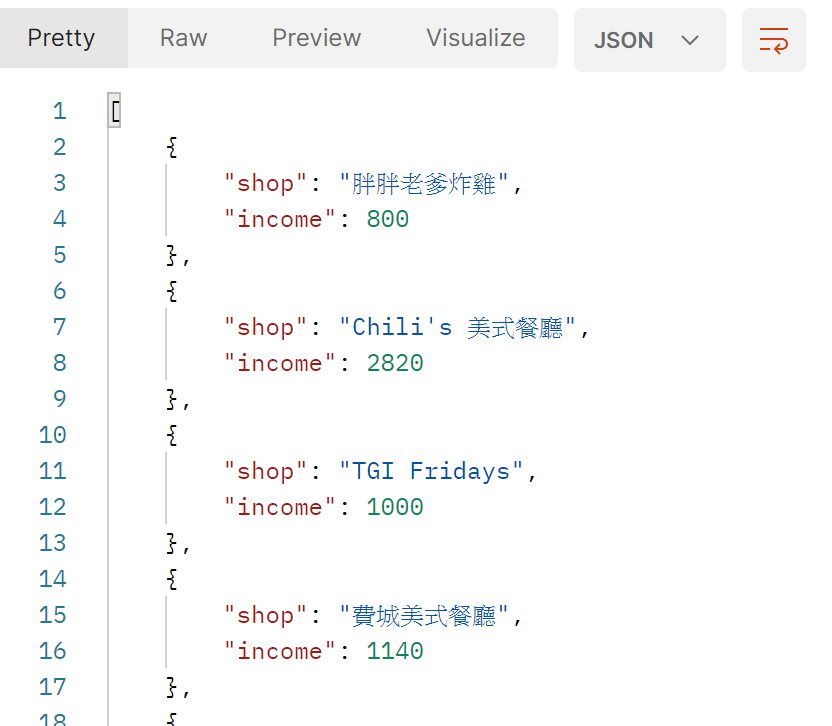 Pretty Raw Preview Visualize JSON
1 [
2 {
3 "shop": "胖胖老爹炸雞",
4 "income": 800
5 },
6 {
7 "shop": "Chili's 美式餐廳",
8 "income": 2820
9 },
10 {
11 "shop": "TGI Fridays",
12 "income": 1000
13 },
14 {
15 "shop": "費城美式餐廳",
16 "income": 1140
17 },
18 {